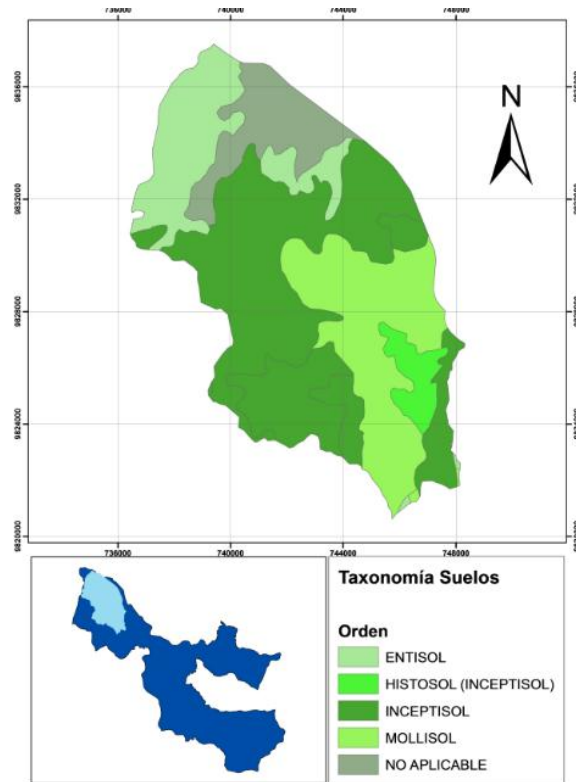 736000 740000 744000 748000
9836000
9832000
9828000
9824000
9820000
N
736000 740000 744000 748000
Taxonomía Suelos
Orden
ENTISOL
HISTOSOL (INCEPTISOL)
INCEPTISOL
MOLLISOL
NO APLICABLE